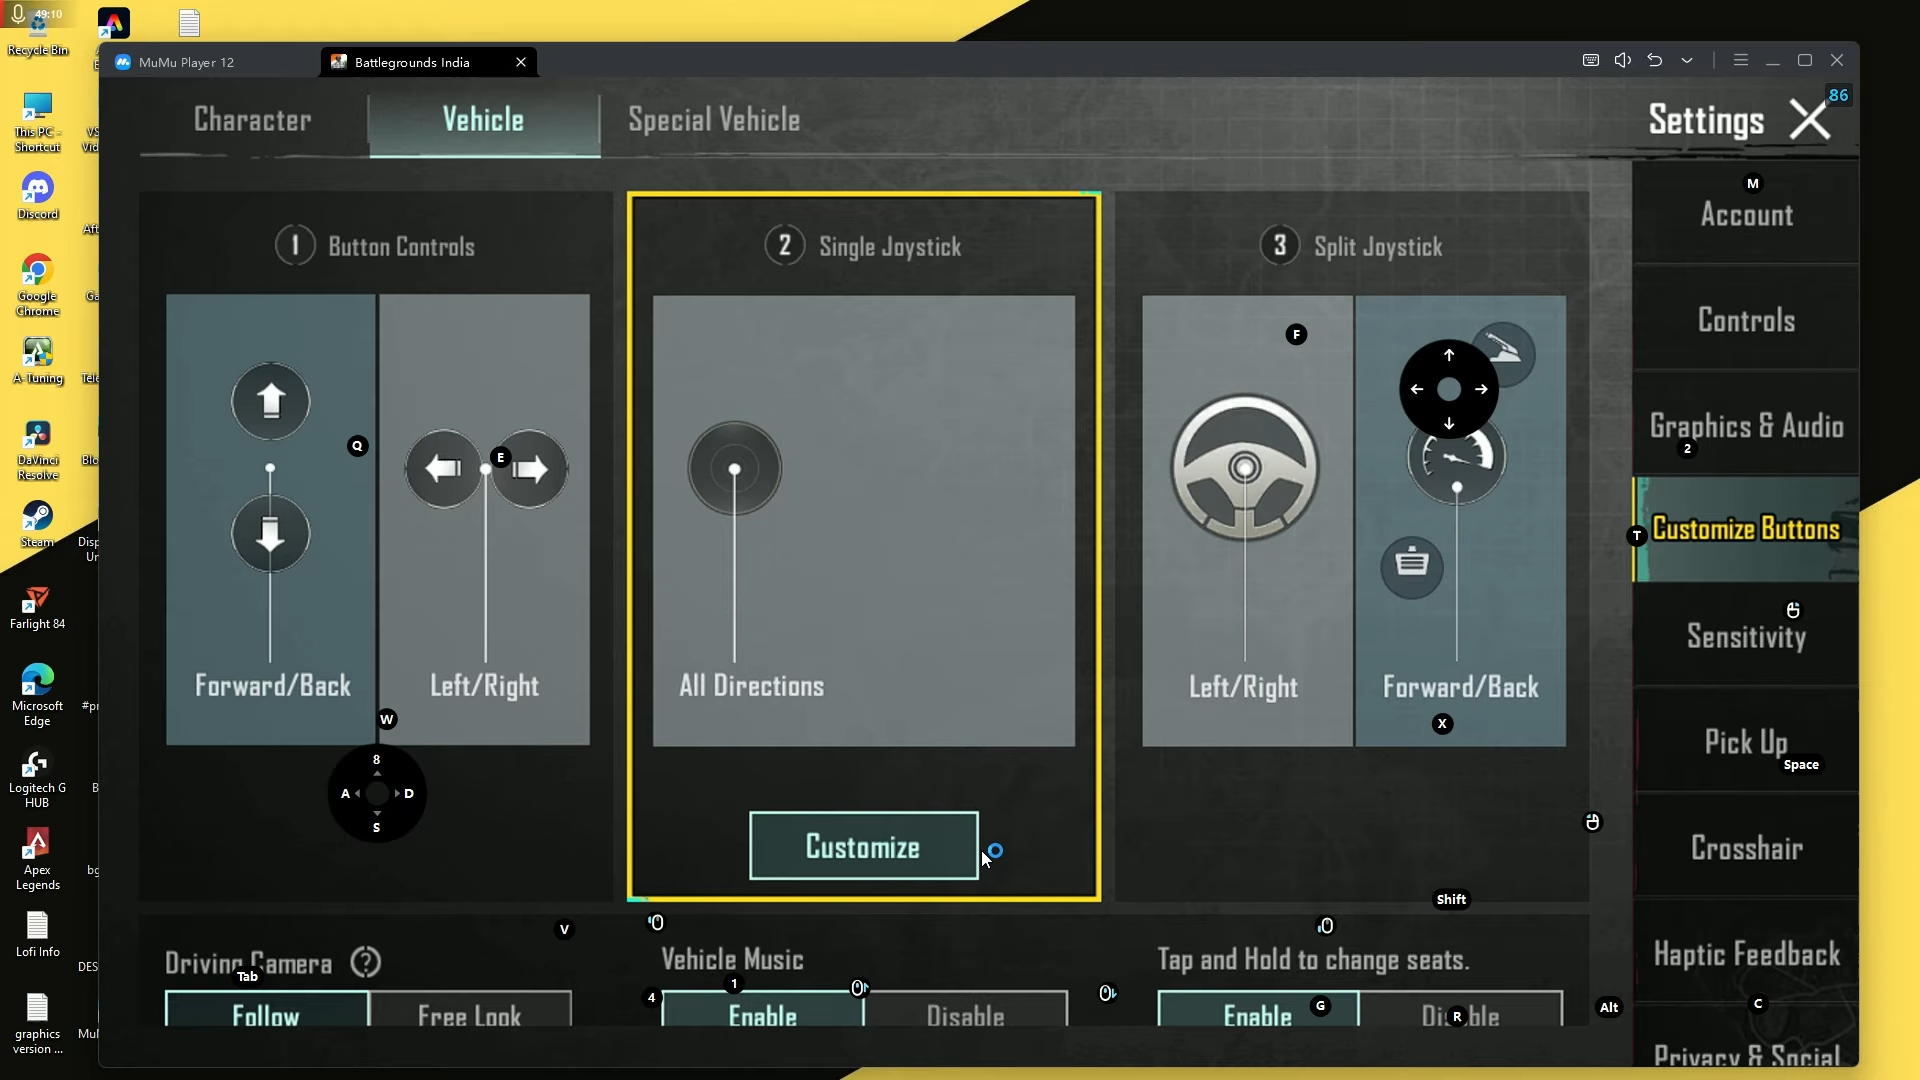 49:10
Recycle Bin
This PC - Shortcut
Discord
Google Chrome
A-Tuning
DaVinci Resolve
Steam
Farlight 84
Microsoft Edge
Logitech G HUB
Apex Legends
Lofi Info
graphics version ...
MuMu Player 12
Battlegrounds India
86
Character
Vehicle
Special Vehicle
Settings
1 Button Controls
2 Single Joystick
3 Split Joystick
Forward/Back
Left/Right
All Directions
Left/Right
Forward/Back
Customize
Q
E
F
W
8
A
D
S
X
V
Shift
Driving Camera ?
Tab
Follow
Free Look
Vehicle Music
1
4
Enable
Disable
Tap and Hold to change seats.
Enable
G
Disable
R
Alt
M
Account
Controls
Graphics & Audio
2
T
Customize Buttons
Sensitivity
Pick Up
Space
Crosshair
Haptic Feedback
C
Privacy & Social